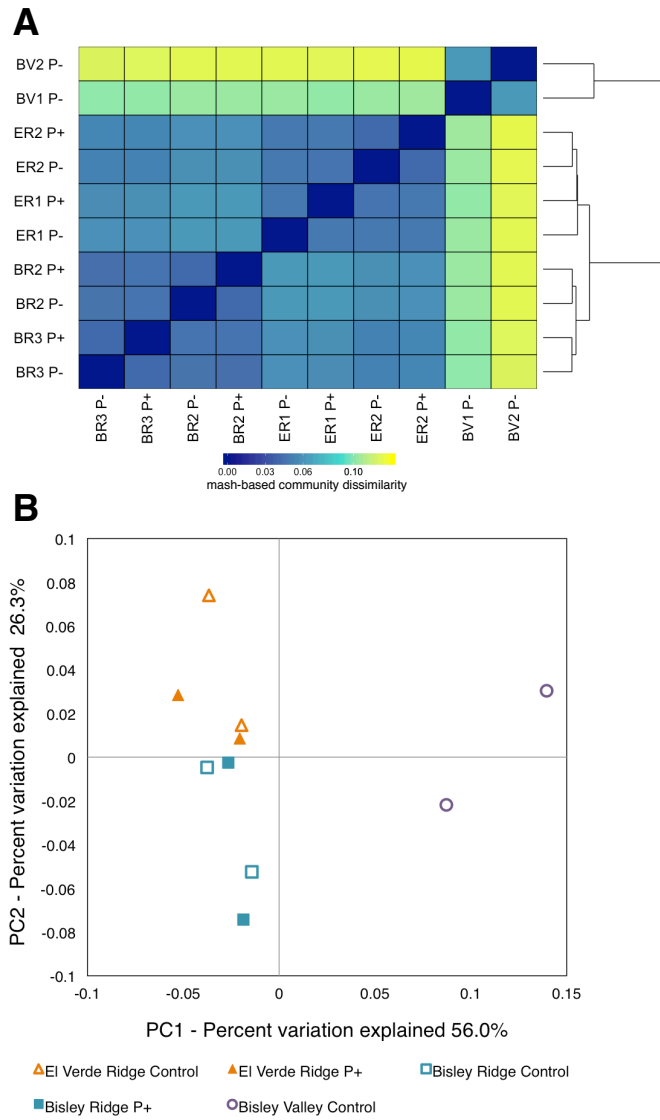 A
BV2 P-
BV1 P-
ER2 P+
ER2 P-
ER1 P+
ER1 P-
BR2 P+
BR2 P-
BR3 P+
BR3 P-
BR3 P- BR3 P+ BR2 P- BR2 P+ ER1 P- ER1 P+ ER2 P- ER2 P+ BV1 P- BV2 P-
0.00 0.03 0.06 0.10
mash-based community dissimilarity
B
PC2 - Percent variation explained 26.3%
0.1
0.08
0.06
0.04
0.02
0
-0.02
-0.04
-0.06
-0.08
-0.1
-0.1 -0.05 0 0.05 0.1 0.15
PC1 - Percent variation explained 56.0%
El Verde Ridge Control El Verde Ridge P+ Bisley Ridge Control
Bisley Ridge P+ Bisley Valley Control